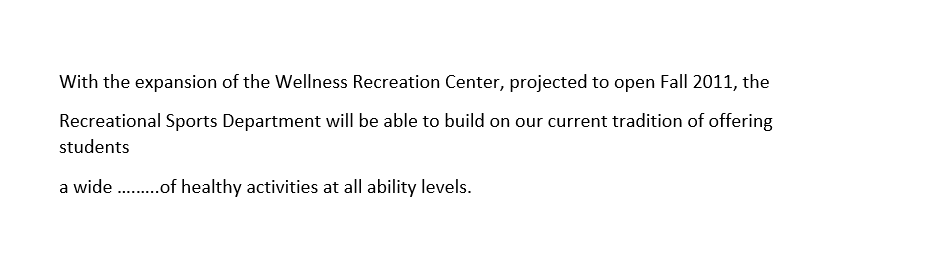 With the expansion of the Wellness Recreation Center, projected to open Fall 2011, the
Recreational Sports Department will be able to build on our current tradition of offering
students
a wide .........of healthy activities at all ability levels.